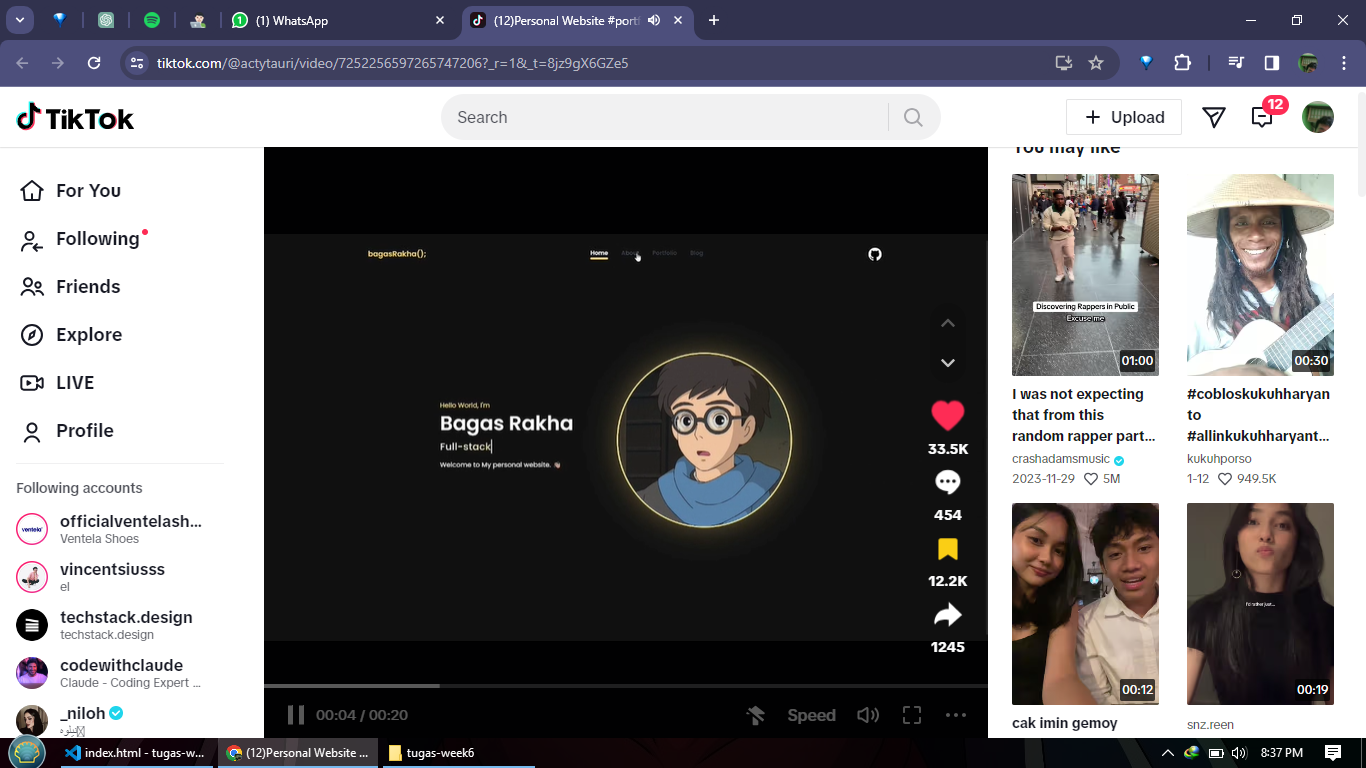 (1) WhatsApp
(12)Personal Website #port
tiktok.com/@actytauri/video/7252256597265747206?_r=1&_t=8jz9gX6GZe5
TikTok
Search
Upload
12
For You
Following
Friends
Explore
LIVE
Profile
Following accounts
ventela
officialventelash...
Ventela Shoes
vincentsiusss
el
techstack.design
techstack.design
codewithclaude
Claude - Coding Expert ...
_niloh
bagasRakha();
Home About Portfolio Blog
Hello World, I'm
Bagas Rakha
Full-stack
Welcome to My personal website.
33.5K
454
12.2K
1245
00:04 / 00:20
Speed
You may like
Discovering Rappers in Public
Excuse me
01:00
I was not expecting
that from this
random rapper part...
crashadamsmusic
2023-11-29 5M
00:30
#cobloskukuhharyan
to
#allinkukuhharyant...
kukuhporso
1-12 949.5K
00:12
cak imin gemoy
I'd rather just...
00:19
snz.reen
index.html - tugas-w...
(12)Personal Website ...
tugas-week6
8:37 PM